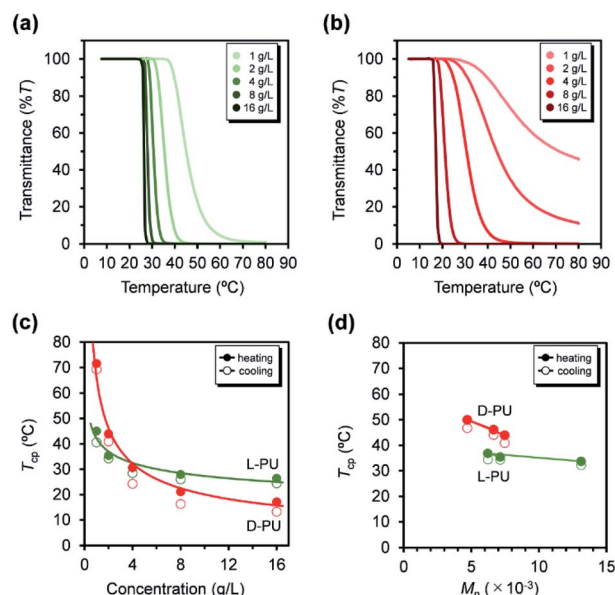 (a)
Transmittance (%T)
100
80
60
40
20
0
1 g/L
2 g/L
4 g/L
8 g/L
16 g/L
0 10 20 30 40 50 60 70 80 90
Temperature (ºC)
(b)
Transmittance (%T)
100
80
60
40
20
0
1 g/L
2 g/L
4 g/L
8 g/L
16 g/L
0 10 20 30 40 50 60 70 80 90
Temperature (ºC)
(c)
Tcp (ºC)
80
70
60
50
40
30
20
10
0
heating
cooling
L-PU
D-PU
0 4 8 12 16
Concentration (g/L)
(d)
Tcp (ºC)
80
70
60
50
40
30
20
10
0
heating
cooling
D-PU
L-PU
0 5 10 15
Mn (× 10-3)